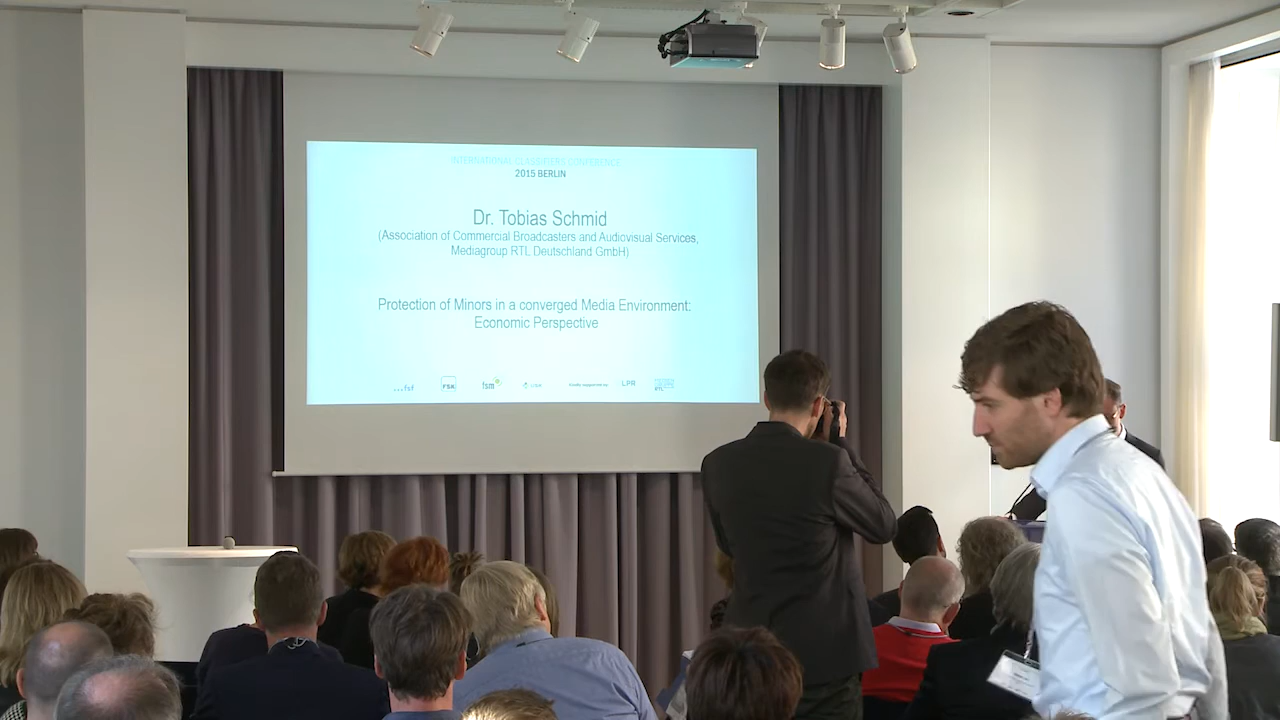 INTERNATIONAL CLASSIFIERS CONFERENCE
2015 BERLIN
Dr. Tobias Schmid
(Association of Commercial Broadcasters and Audiovisual Services,
Mediagroup RTL Deutschland GmbH)
Protection of Minors in a converged Media Environment:
Economic Perspective
...fsf FSK fsm LPR